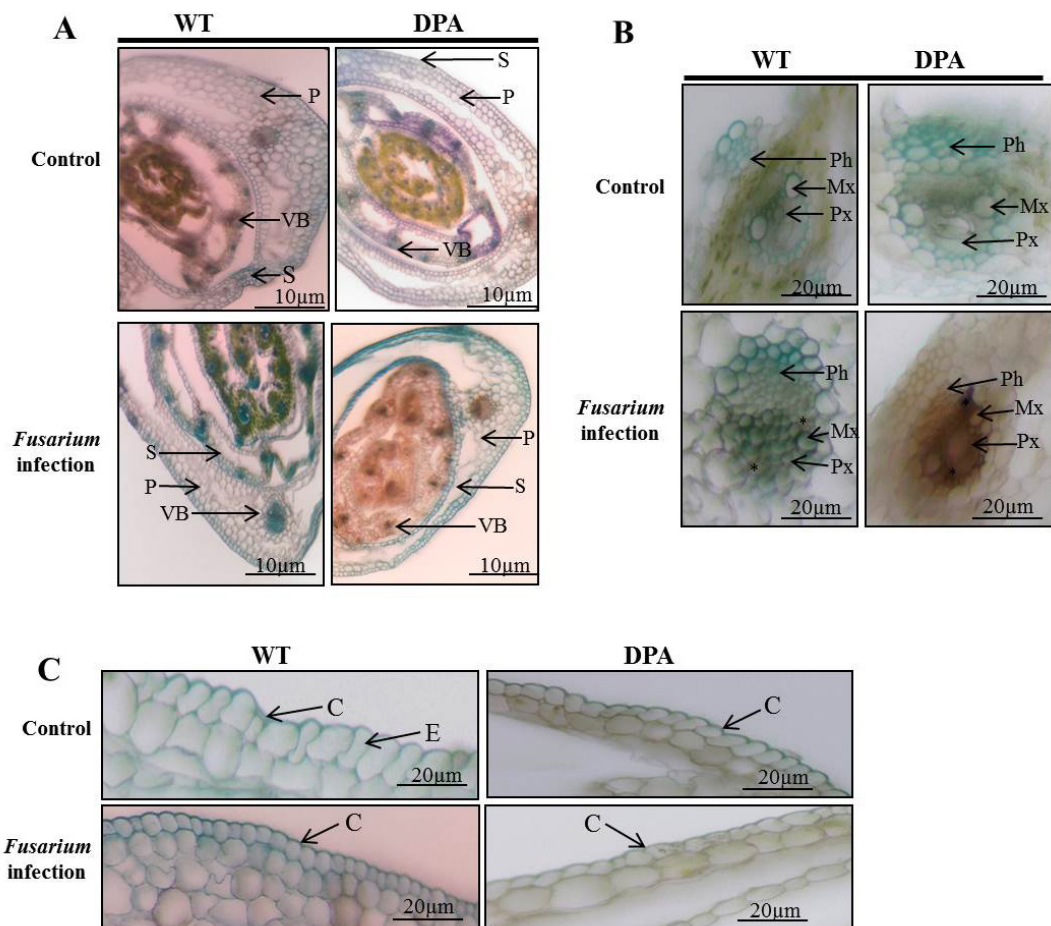 A
WT
DPA
Control
P
VB
S
10μm
S
P
VB
10μm
Fusarium
infection
S
P
VB
10μm
P
S
VB
10μm
B
WT
DPA
Control
Ph
Mx
Px
20μm
Ph
Mx
Px
20μm
Fusarium
infection
Ph
*
Mx
Px
*
20μm
Ph
*
Mx
Px
*
20μm
C
WT
DPA
Control
C
E
20μm
C
20μm
Fusarium
infection
C
20μm
C
20μm